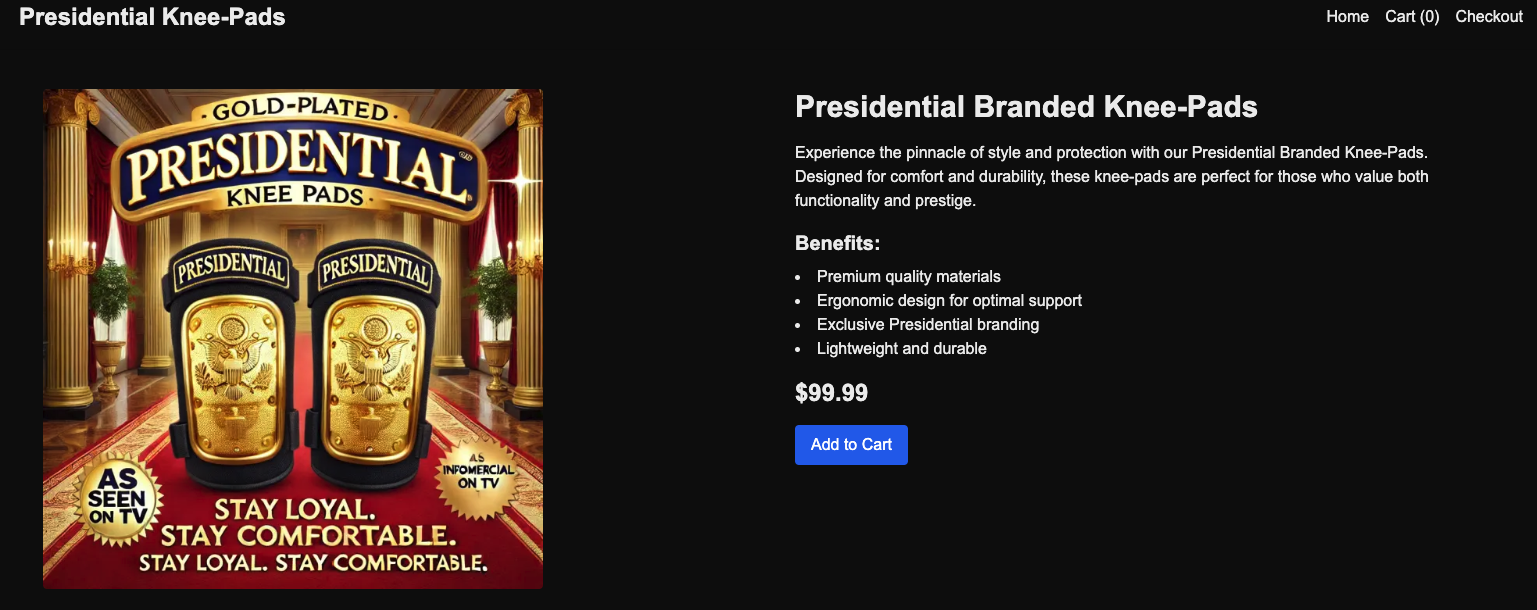 Presidential Knee-Pads
Home Cart (0) Checkout
· GOLD-PLATED ·
PRESIDENTIAL
KNEE PADS ·
PRESIDENTIAL PRESIDENTIAL
AS
SEEN
ON TV
AS
INFOMERCIAL
ON TV
STAY LOYAL.
STAY COMFORTABLE.
STAY LOYAL. STAY COMFORTABLE.
Presidential Branded Knee-Pads
Experience the pinnacle of style and protection with our Presidential Branded Knee-Pads.
Designed for comfort and durability, these knee-pads are perfect for those who value both
functionality and prestige.
Benefits:
• Premium quality materials
• Ergonomic design for optimal support
• Exclusive Presidential branding
• Lightweight and durable
$99.99
Add to Cart